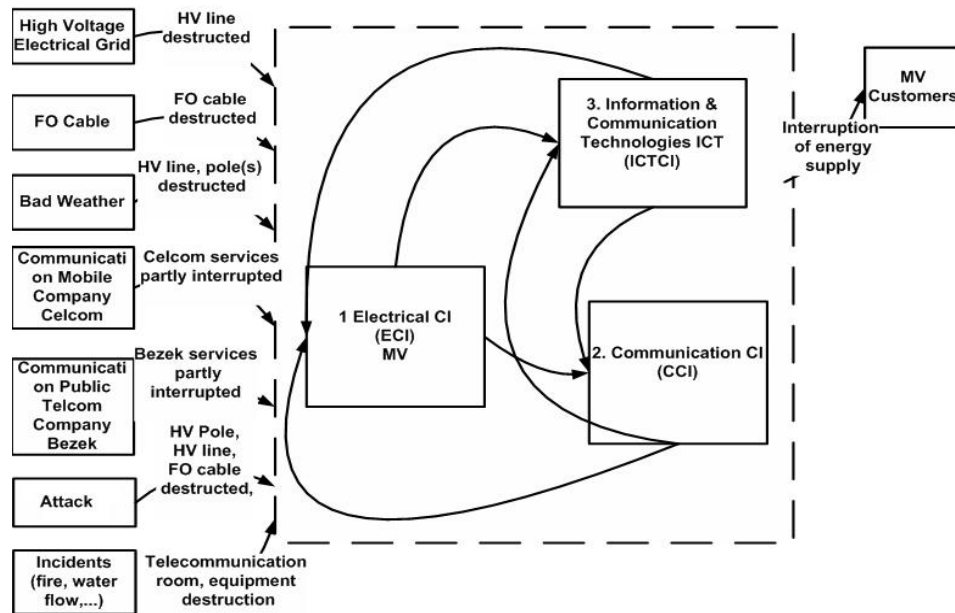 High Voltage
Electrical Grid
HV line
destructed
FO Cable
FO cable
destructed
Bad Weather
HV line, pole(s)
destructed
Communicati
on Mobile
Company
Celcom
Celcom services
partly interrupted
Communicati
on Public
Telcom
Company
Bezek
Bezek services
partly
interrupted
Attack
HV Pole,
HV line,
FO cable
destructed,
Incidents
(fire, water
flow,...)
Telecommunication
room, equipment
destruction
1 Electrical CI
(ECI)
MV
3. Information &
Communication
Technologies ICT
(ICTCI)
2. Communication CI
(CCI)
Interruption
of energy
supply
MV
Customers